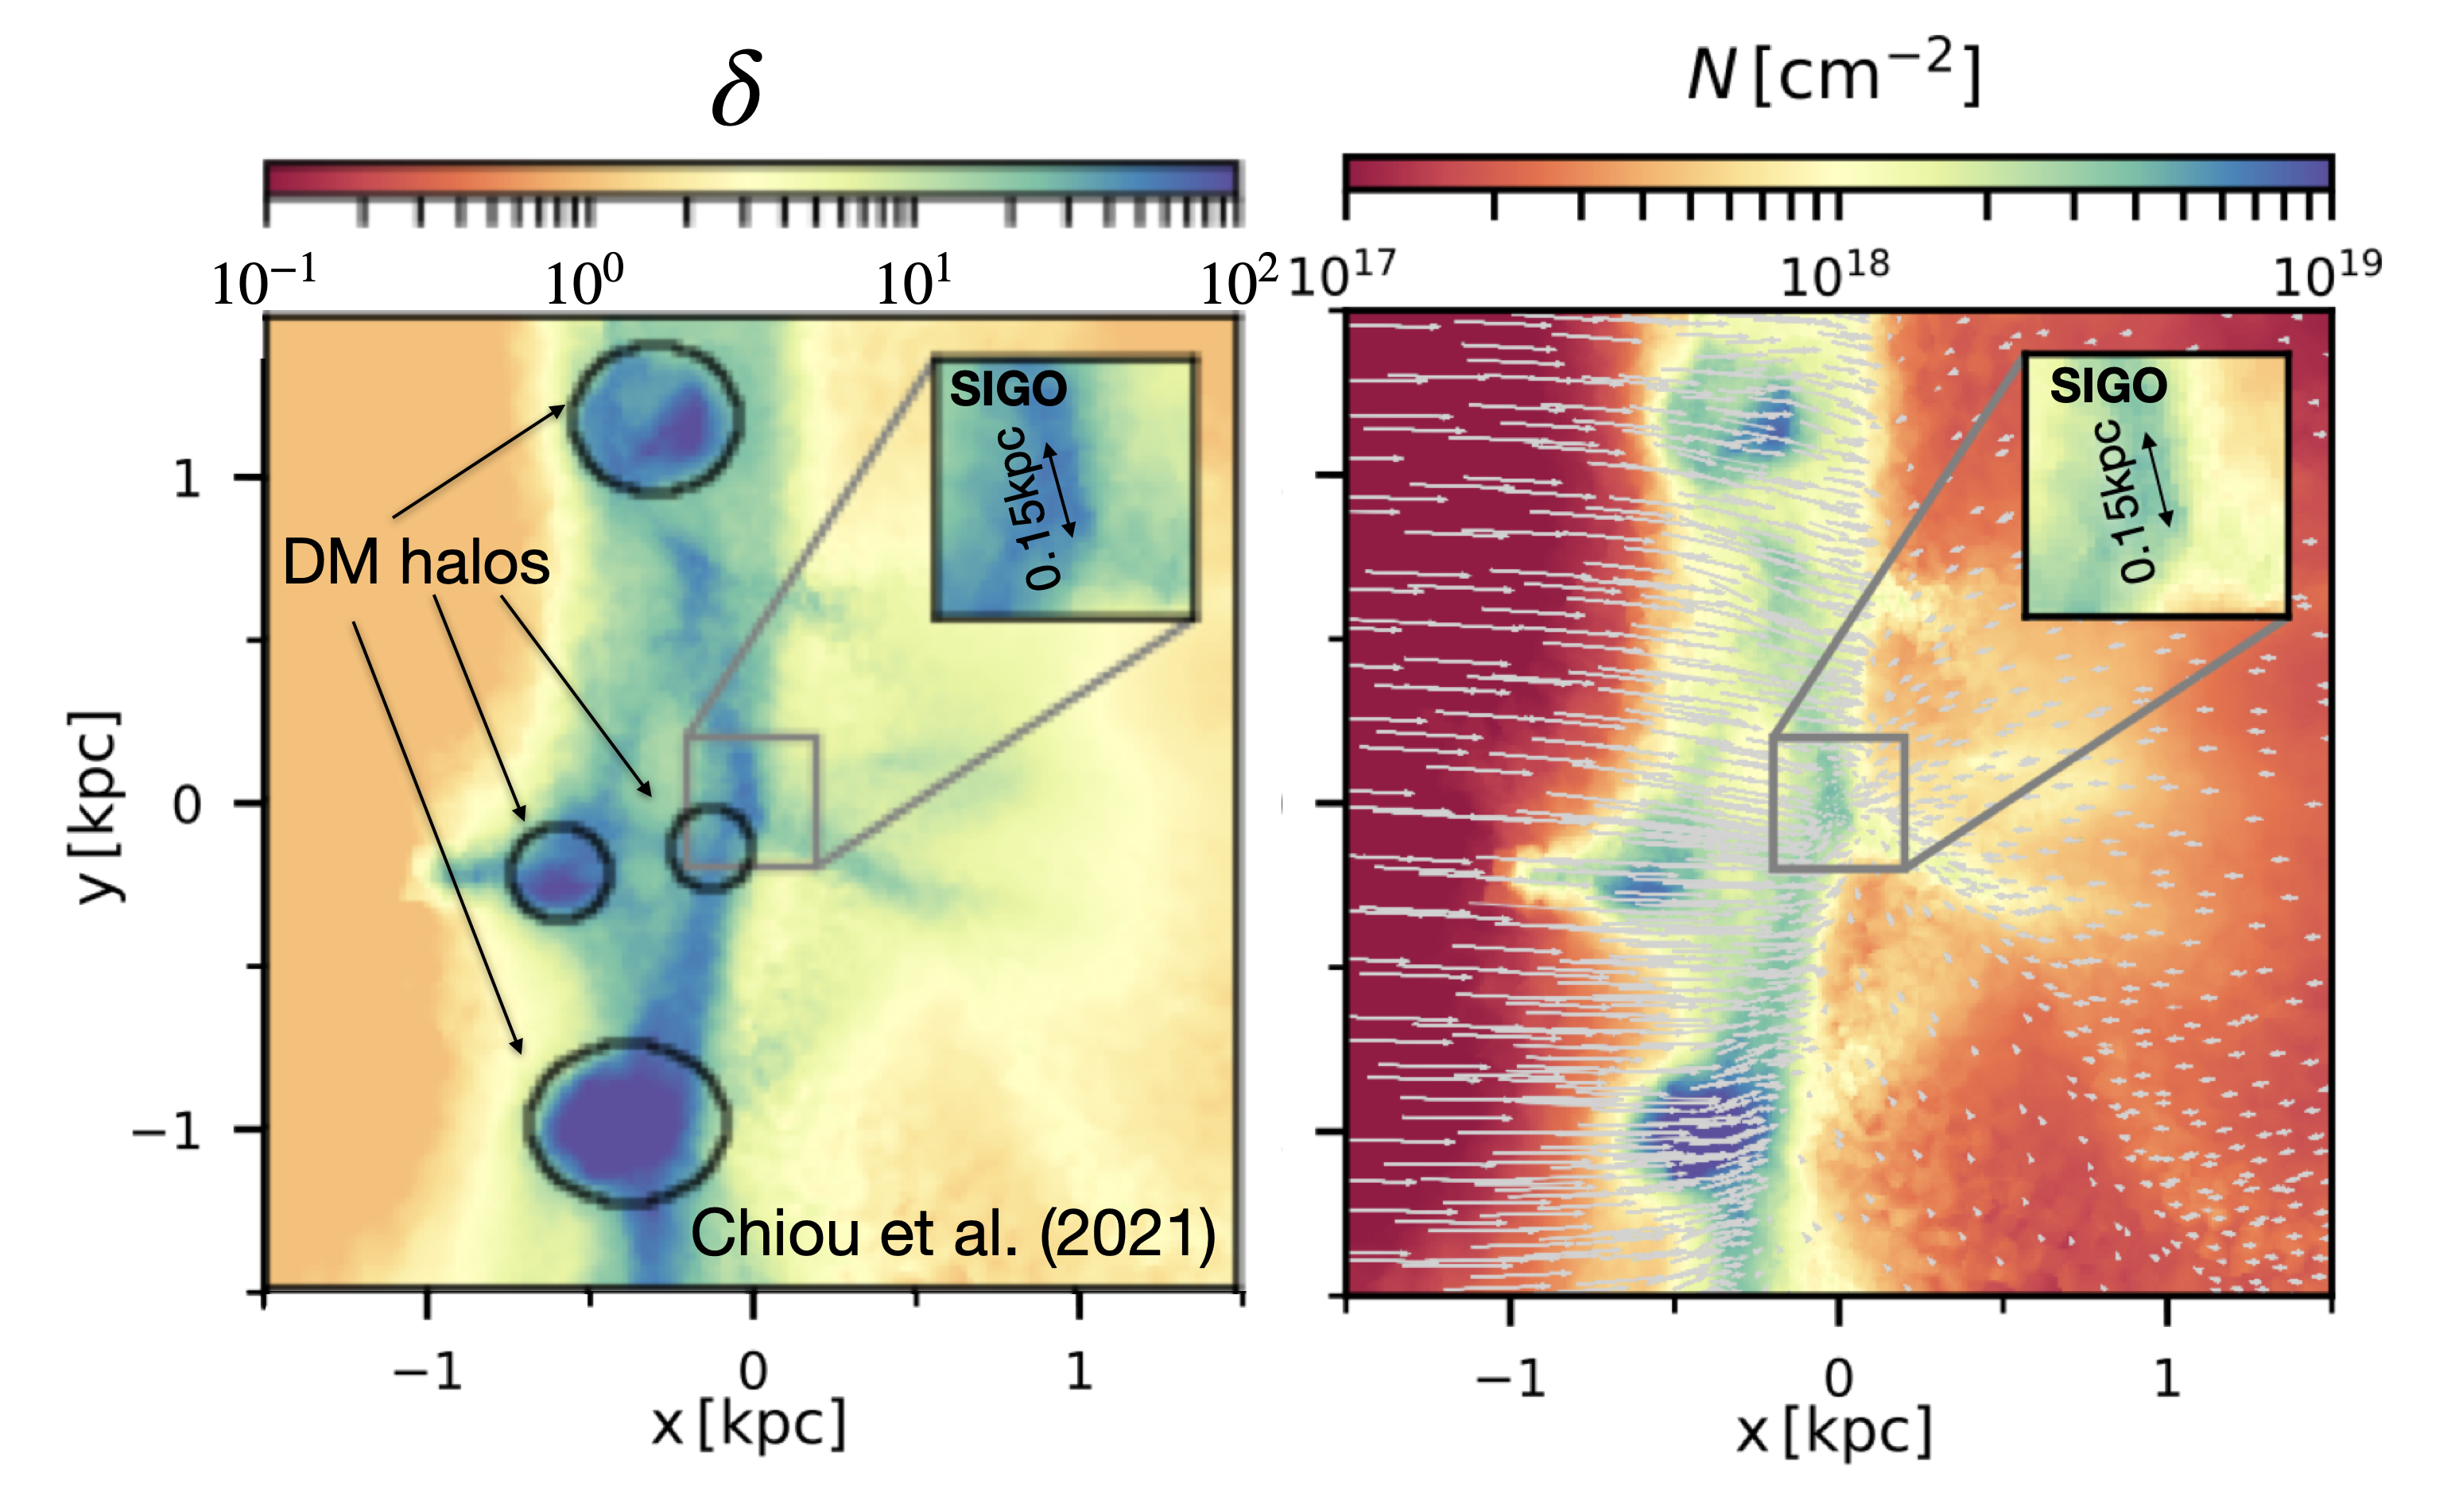 δ
10⁻¹ 10⁰ 10¹ 10²
SIGO
0.15kpc
DM halos
1
0
−1
y [kpc]
Chiou et al. (2021)
−1 0 1
x [kpc]
N [cm⁻²]
10¹⁷ 10¹⁸ 10¹⁹
SIGO
0.15kpc
−1 0 1
x [kpc]